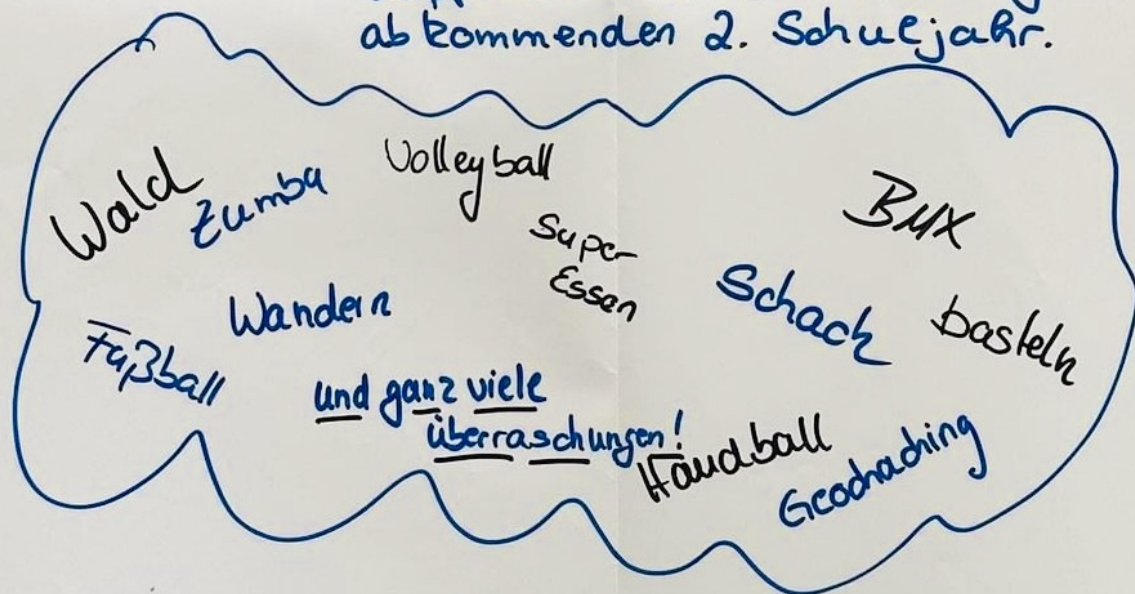 ab kommenden 2. Schuljahr.
Wald
Zumba
Volleyball
Super
Essen
BMX
Schach
basteln
Wandern
Fußball
und ganz viele
überraschungen!
Handball
Geochaching